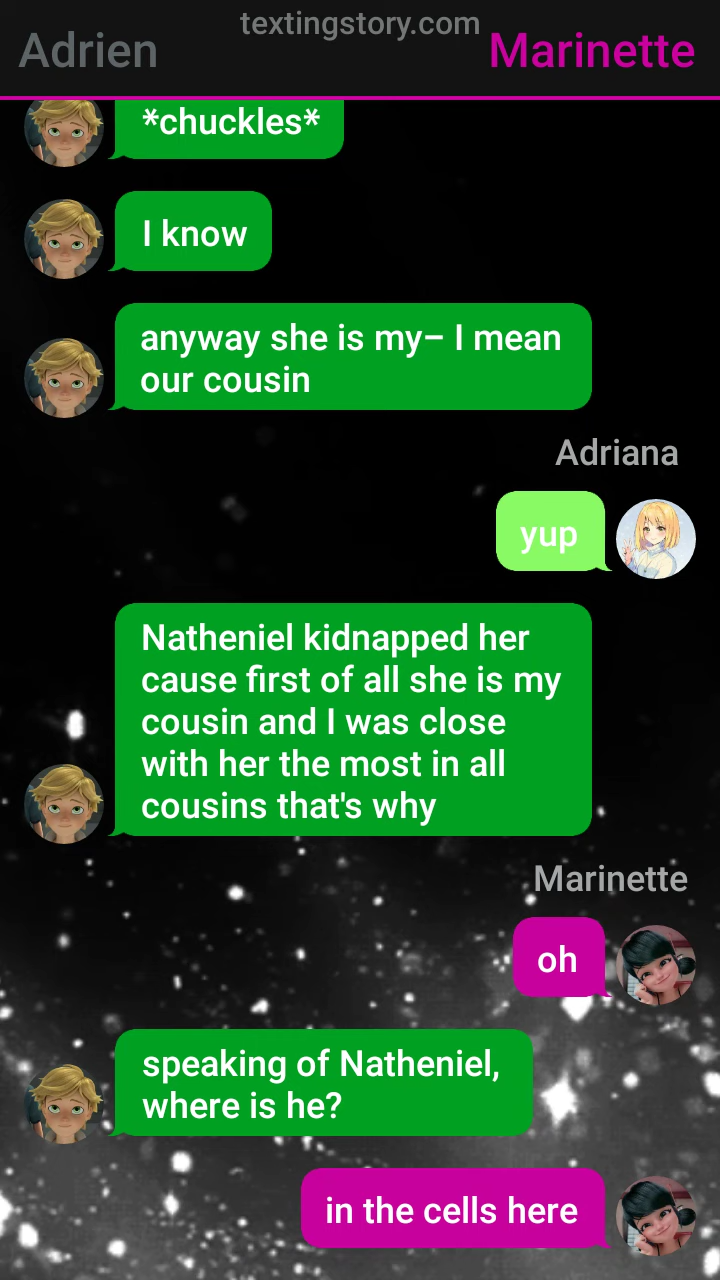 textingstory.com
Adrien
Marinette
*chuckles*
I know
anyway she is my– I mean
our cousin
Adriana
yup
Natheniel kidnapped her
cause first of all she is my
cousin and I was close
with her the most in all
cousins that's why
Marinette
oh
speaking of Natheniel,
where is he?
in the cells here